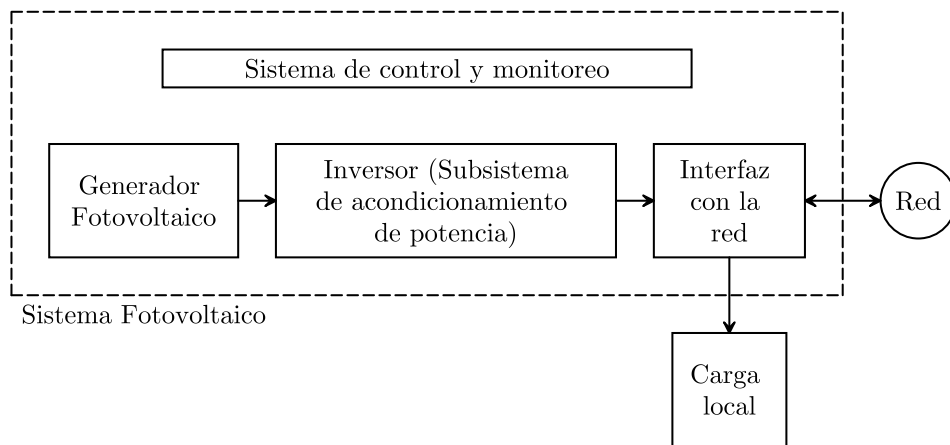 Sistema de control y monitoreo
Generador
Fotovoltaico
Inversor (Subsistema
de acondicionamiento
de potencia)
Interfaz
con la
red
Red
Sistema Fotovoltaico
Carga
local